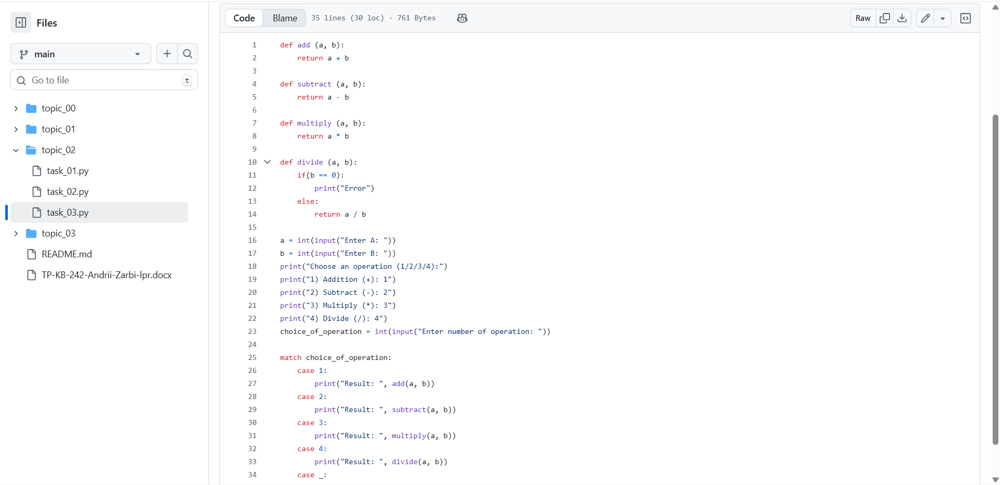 Files
main
Go to file
t
topic_00
topic_01
topic_02
task_01.py
task_02.py
task_03.py
topic_03
README.md
TP-KB-242-Andrii-Zarbi-lpr.docx
Code Blame 35 lines (30 loc) · 761 Bytes Raw
1 def add (a, b):
2     return a + b
3
4 def subtract (a, b):
5     return a - b
6
7 def multiply (a, b):
8     return a * b
9
10 def divide (a, b):
11     if(b == 0):
12         print("Error")
13     else:
14         return a / b
15
16 a = int(input("Enter A: "))
17 b = int(input("Enter B: "))
18 print("Choose an operation (1/2/3/4):")
19 print("1) Addition (+): 1")
20 print("2) Subtract (-): 2")
21 print("3) Multiply (*): 3")
22 print("4) Divide (/): 4")
23 choice_of_operation = int(input("Enter number of operation: "))
24
25 match choice_of_operation:
26     case 1:
27         print("Result: ", add(a, b))
28     case 2:
29         print("Result: ", subtract(a, b))
30     case 3:
31         print("Result: ", multiply(a, b))
32     case 4:
33         print("Result: ", divide(a, b))
34     case _: